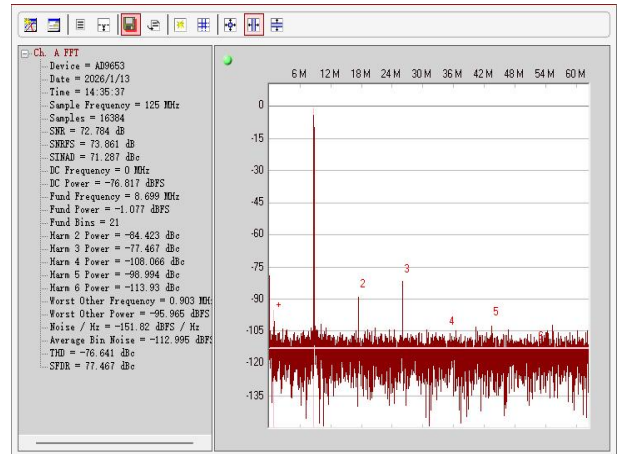 Ch. A FFT
Device = AD9653
Date = 2026/1/13
Time = 14:35:37
Sample Frequency = 125 MHz
Samples = 16384
SNR = 72.784 dB
SNRFS = 73.861 dB
SINAD = 71.287 dBc
DC Frequency = 0 MHz
DC Power = -76.817 dBFS
Fund Frequency = 8.699 MHz
Fund Power = -1.077 dBFS
Fund Bins = 21
Harm 2 Power = -84.423 dBc
Harm 3 Power = -77.467 dBc
Harm 4 Power = -108.066 dBc
Harm 5 Power = -98.994 dBc
Harm 6 Power = -113.93 dBc
Worst Other Frequency = 0.903 MH
Worst Other Power = -95.965 dBFS
Noise / Hz = -151.82 dBFS / Hz
Average Bin Noise = -112.995 dBF
THD = -76.641 dBc
SFDR = 77.467 dBc
6 M 12 M 18 M 24 M 30 M 36 M 42 M 48 M 54 M 60 M
0
-15
-30
-45
-60
-75
-90
-105
-120
-135
+
2
3
4
5
6